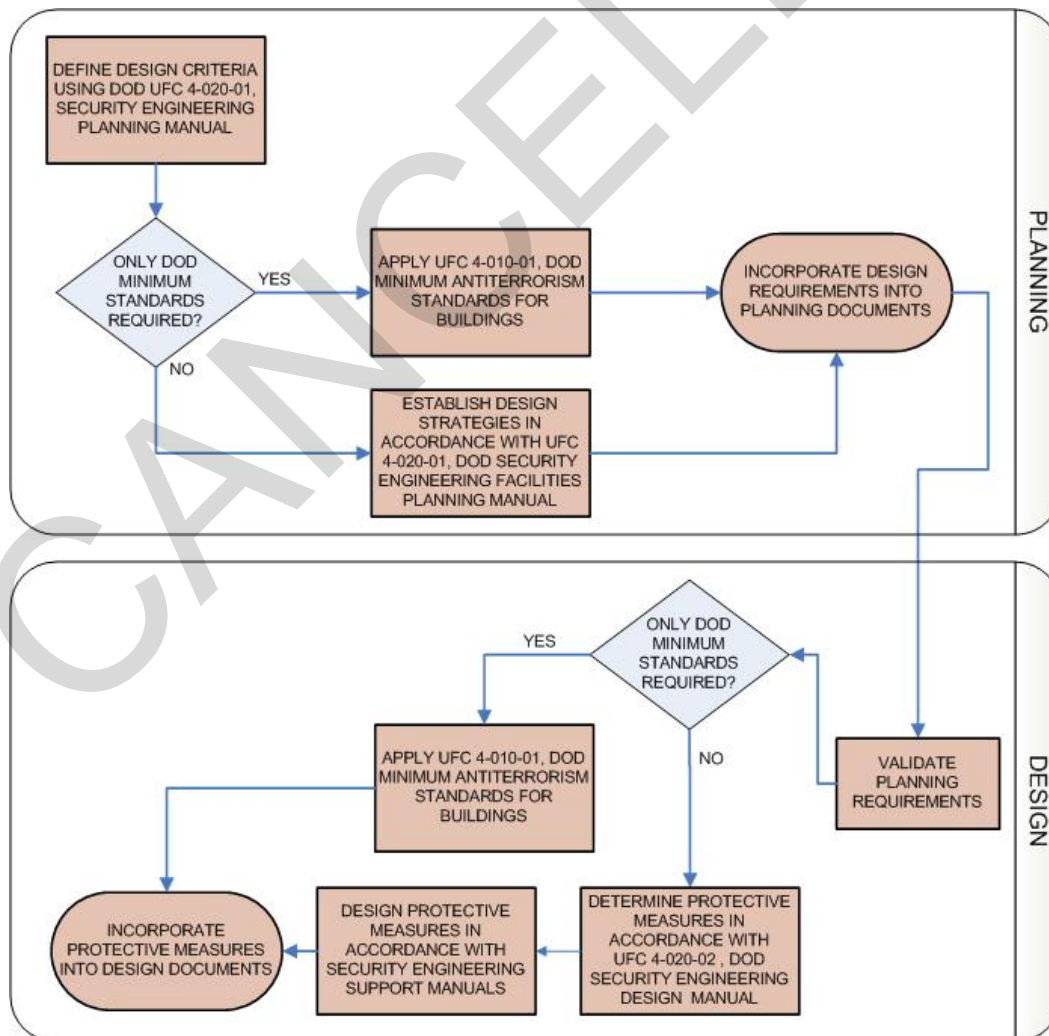 DEFINE DESIGN CRITERIA
USING DOD UFC 4-020-01,
SECURITY ENGINEERING
PLANNING MANUAL
ONLY DOD
MINIMUM
STANDARDS
REQUIRED?
YES
NO
APPLY UFC 4-010-01, DOD
MINIMUM ANTITERRORISM
STANDARDS FOR
BUILDINGS
ESTABLISH DESIGN
STRATEGIES IN
ACCORDANCE WITH UFC
4-020-01, DOD SECURITY
ENGINEERING FACILITIES
PLANNING MANUAL
INCORPORATE DESIGN
REQUIREMENTS INTO
PLANNING DOCUMENTS
PLANNING
ONLY DOD
MINIMUM
STANDARDS
REQUIRED?
YES
NO
VALIDATE
PLANNING
REQUIREMENTS
APPLY UFC 4-010-01, DOD
MINIMUM ANTITERRORISM
STANDARDS FOR
BUILDINGS
DETERMINE PROTECTIVE
MEASURES IN
ACCORDANCE WITH
UFC 4-020-02 , DOD
SECURITY ENGINEERING
DESIGN MANUAL
DESIGN PROTECTIVE
MEASURES IN
ACCORDANCE WITH
SECURITY ENGINEERING
SUPPORT MANUALS
INCORPORATE
PROTECTIVE MEASURES
INTO DESIGN DOCUMENTS
DESIGN
CANCEL